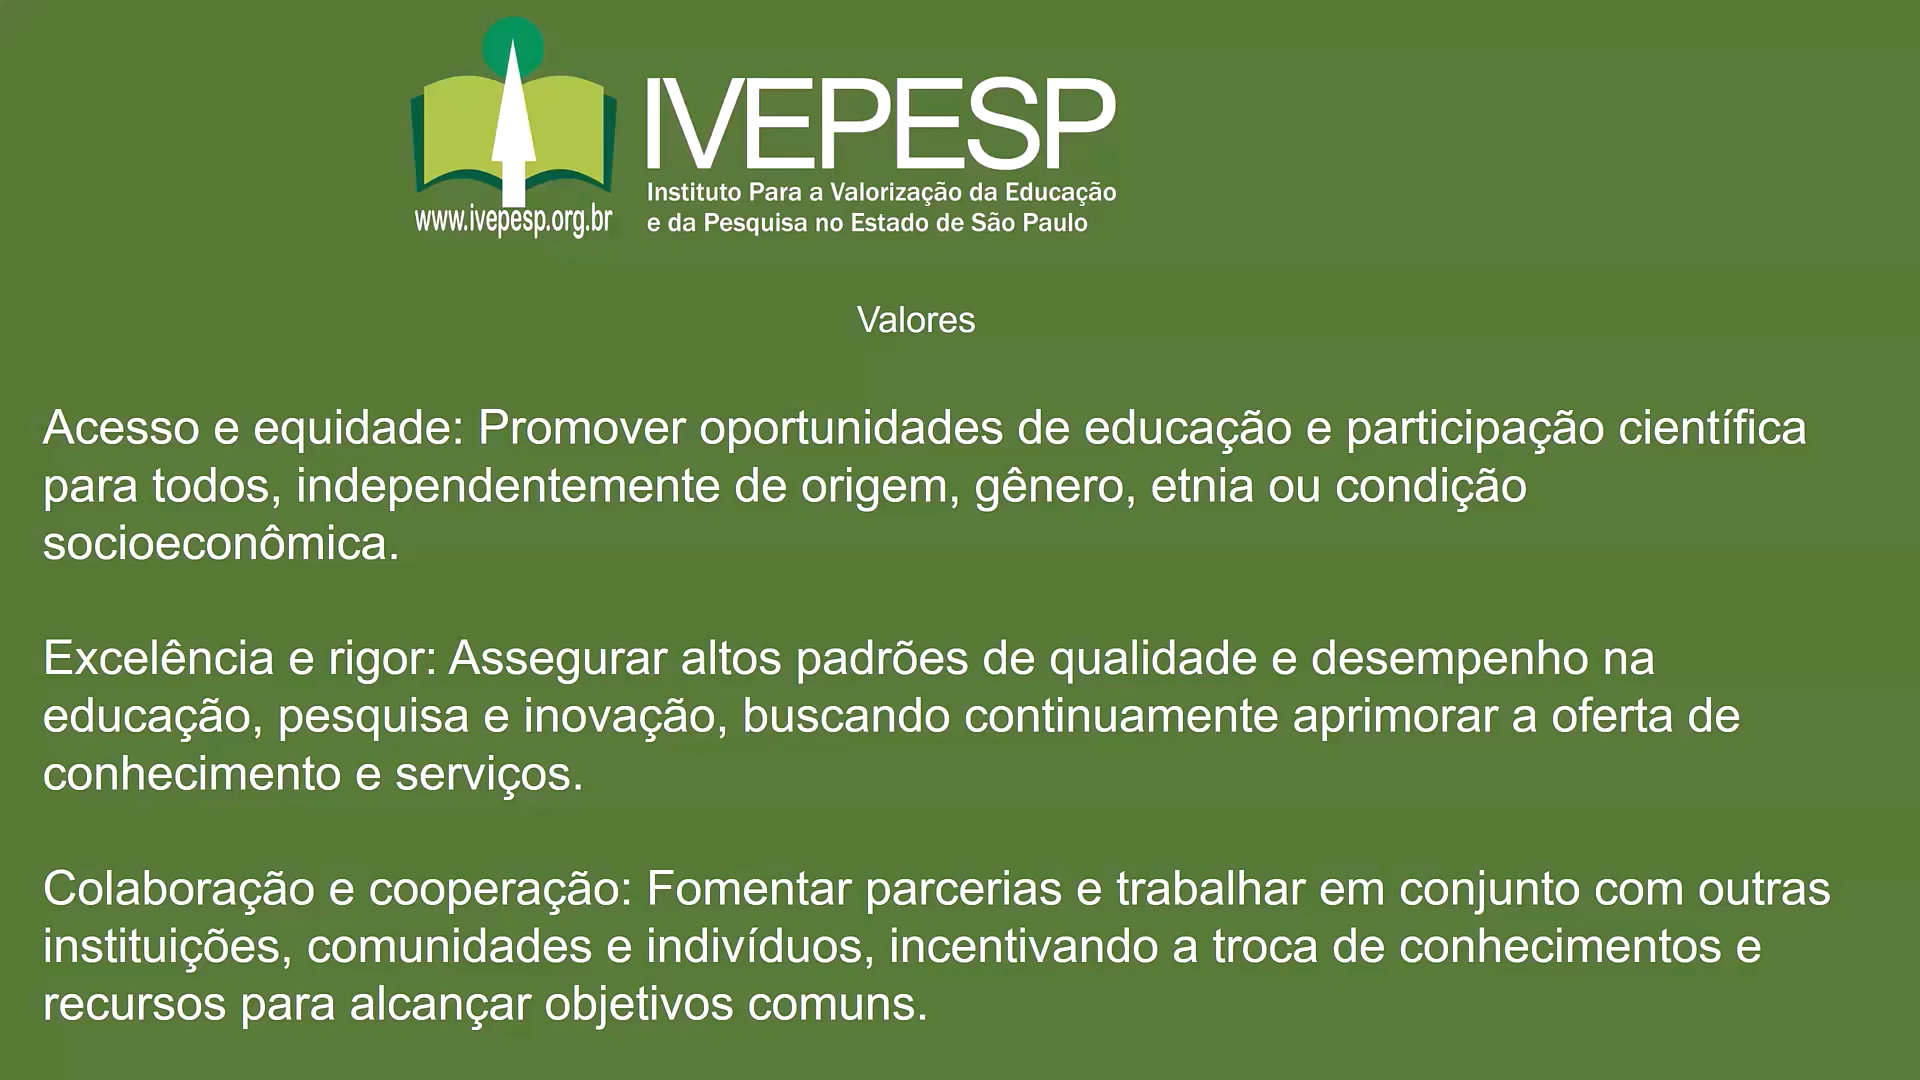 IVEPESP
Instituto Para a Valorização da Educação
e da Pesquisa no Estado de São Paulo
www.ivepesp.org.br
Valores
Acesso e equidade: Promover oportunidades de educação e participação científica
para todos, independentemente de origem, gênero, etnia ou condição
socioeconômica.
Excelência e rigor: Assegurar altos padrões de qualidade e desempenho na
educação, pesquisa e inovação, buscando continuamente aprimorar a oferta de
conhecimento e serviços.
Colaboração e cooperação: Fomentar parcerias e trabalhar em conjunto com outras
instituições, comunidades e indivíduos, incentivando a troca de conhecimentos e
recursos para alcançar objetivos comuns.